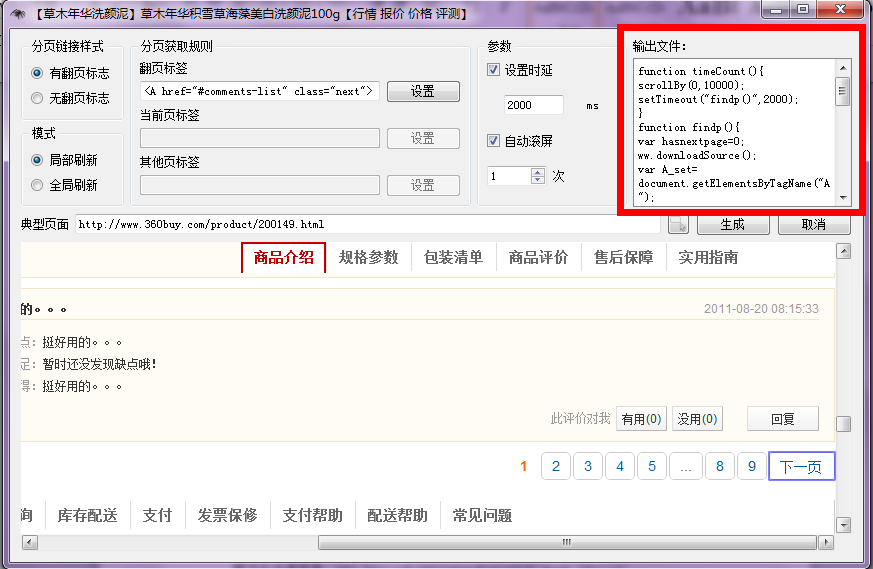 【草木年华洗颜泥】草木年华积雪草海藻美白洗颜泥100g【行情 报价 价格 评测】
分页链接样式
有翻页标志
无翻页标志
模式
局部刷新
全局刷新
分页获取规则
翻页标签
<A href="#comments-list" class="next">
设置
当前页标签
设置
其他页标签
设置
参数
设置时延
2000 ms
自动滚屏
1 次
输出文件：
function timeCount(){
scrollBy(0,10000);
setTimeout("findp()",2000);
}
function findp(){
var hasnextpage=0;
ww.downloadSource();
var A_set=
document.getElementsByTagName("A
");
典型页面 http://www.360buy.com/product/200149.html
生成 取消
商品介绍 规格参数 包装清单 商品评价 售后保障 实用指南
的。。。 2011-08-20 08:15:33
点：挺好用的。。。
足：暂时还没发现缺点哦！
得：挺好用的。。。
此评价对我 有用(0) 没用(0) 回复
1 2 3 4 5 ... 8 9 下一页
询 库存配送 支付 发票保修 支付帮助 配送帮助 常见问题